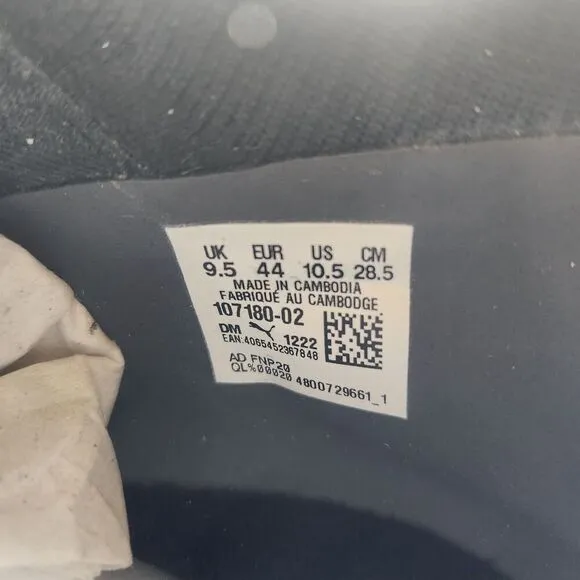 UK EUR US CM
9.5 44 10.5 28.5
MADE IN CAMBODIA
FABRIQUÉ AU CAMBODGE
107180-02
DM 1222
EAN:4065452367848
AD FNP20
QL%00020 4800729661_1